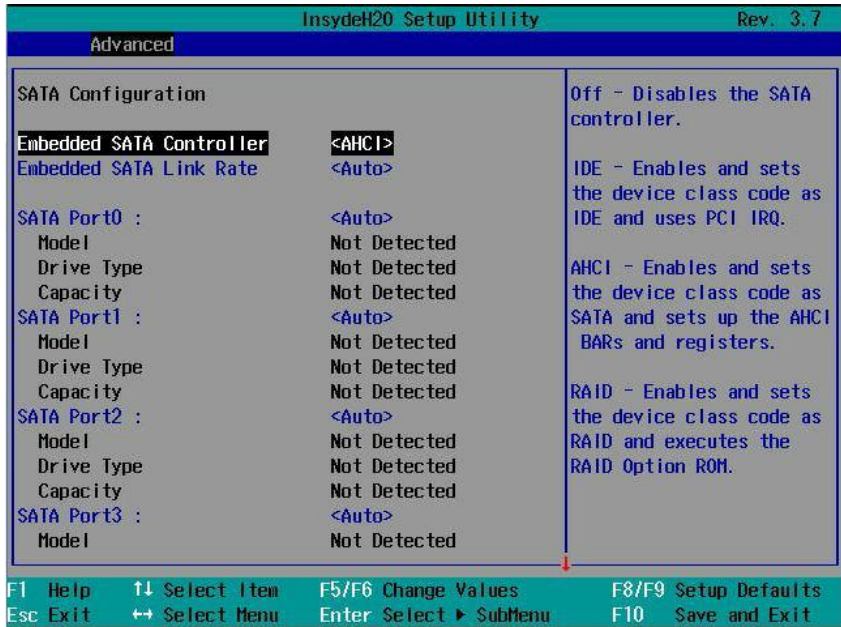 InsydeH20 Setup Utility Rev. 3.7
Advanced
SATA Configuration
Embedded SATA Controller <AHCI>
Embedded SATA Link Rate <Auto>
SATA Port0 : <Auto>
Model Not Detected
Drive Type Not Detected
Capacity Not Detected
SATA Port1 : <Auto>
Model Not Detected
Drive Type Not Detected
Capacity Not Detected
SATA Port2 : <Auto>
Model Not Detected
Drive Type Not Detected
Capacity Not Detected
SATA Port3 : <Auto>
Model Not Detected
Off - Disables the SATA
controller.
IDE - Enables and sets
the device class code as
IDE and uses PCI IRQ.
AHCI - Enables and sets
the device class code as
SATA and sets up the AHCI
BARs and registers.
RAID - Enables and sets
the device class code as
RAID and executes the
RAID Option ROM.
F1 Help ↑↓ Select Item F5/F6 Change Values F8/F9 Setup Defaults
Esc Exit ↔ Select Menu Enter Select ▶ SubMenu F10 Save and Exit